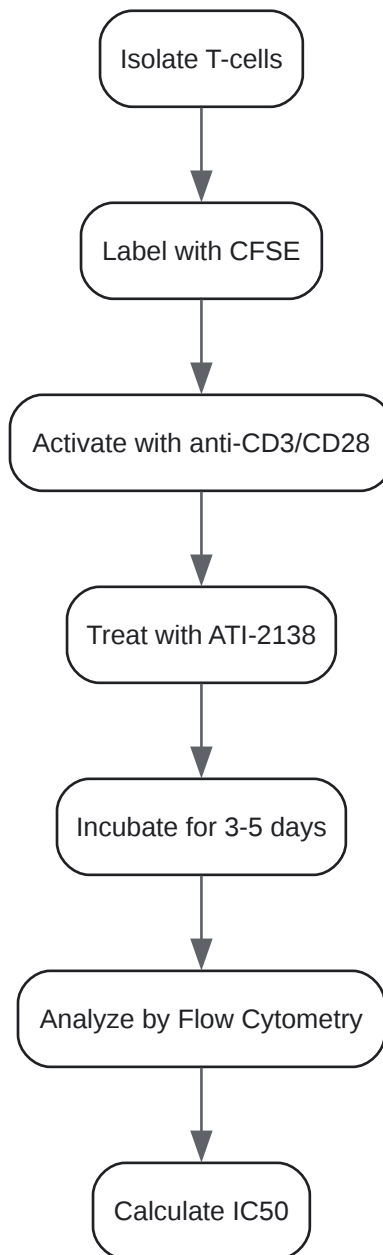 Isolate T-cells
Label with CFSE
Activate with anti-CD3/CD28
Treat with ATI-2138
Incubate for 3-5 days
Analyze by Flow Cytometry
Calculate IC50